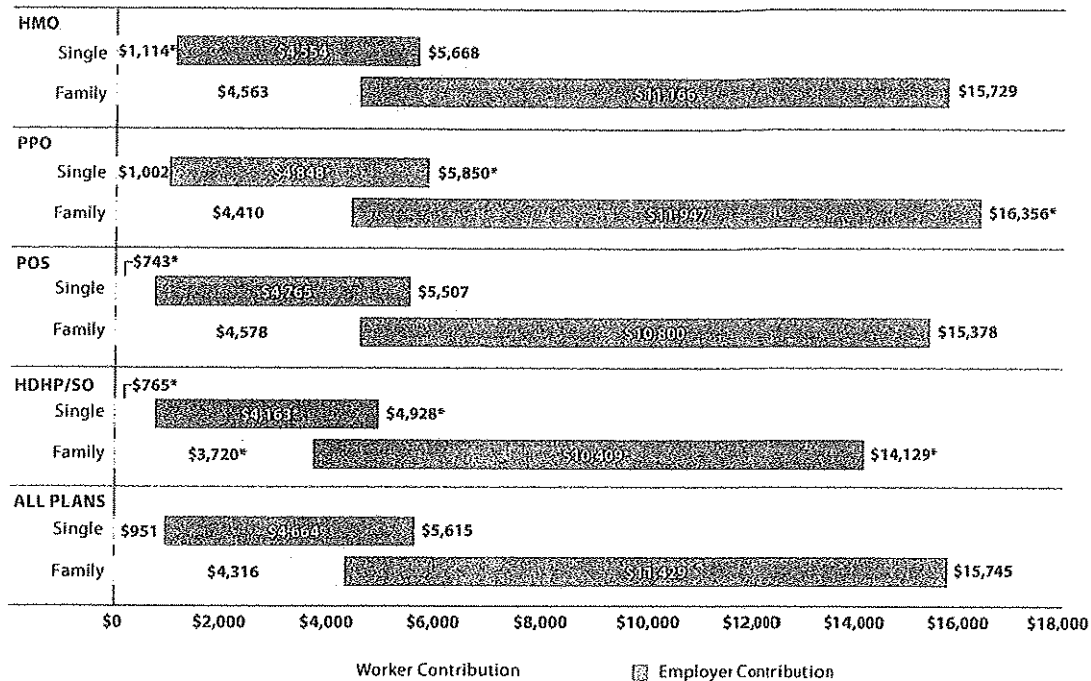 HMO
Single $1,114* $4,554 $5,668
Family $4,563 $11,166 $15,729
PPO
Single $1,002 $4,848 $5,850*
Family $4,410 $11,947 $16,356*
POS
$743*
Single $4,765 $5,507
Family $4,578 $10,800 $15,378
HDHP/SO
$765*
Single $4,163 $4,928*
Family $3,720* $10,409 $14,129*
ALL PLANS
Single $951 $4,664 $5,615
Family $4,316 $11,429 $15,745
$0 $2,000 $4,000 $6,000 $8,000 $10,000 $12,000 $14,000 $16,000 $18,000
Worker Contribution Employer Contribution